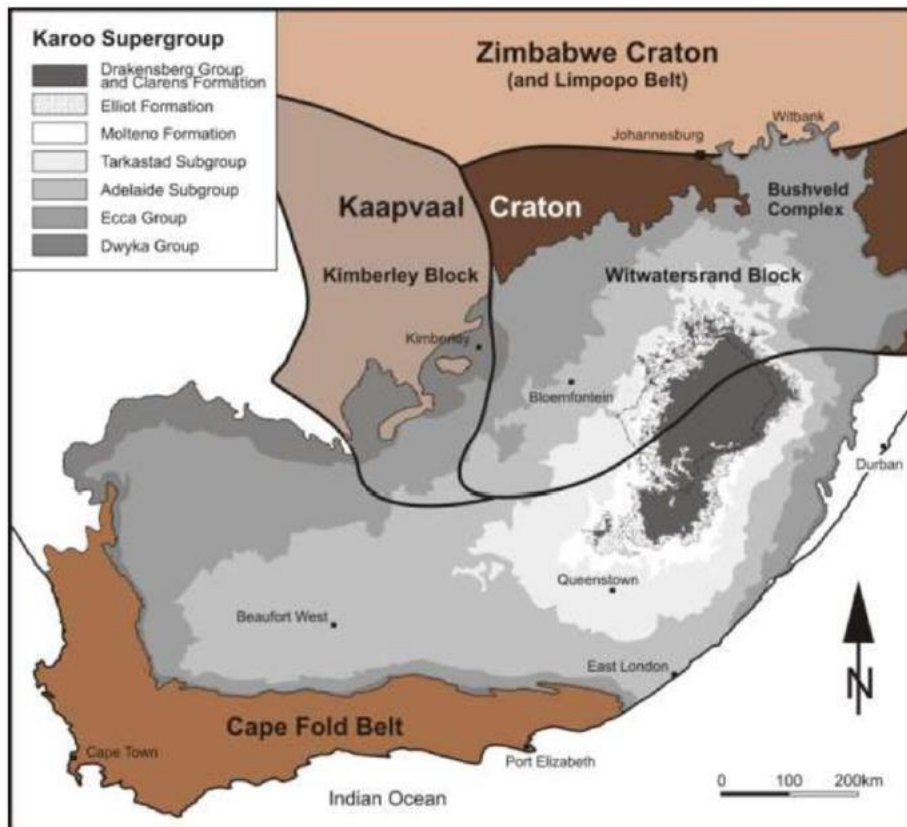 Karoo Supergroup
Drakensberg Group
and Clarens Formation
Elliot Formation
Molteno Formation
Tarkastad Subgroup
Adelaide Subgroup
Ecca Group
Dwyka Group
Zimbabwe Craton
(and Limpopo Belt)
Witbank
Johannesburg
Bushveld
Complex
Kaapvaal Craton
Kimberley Block
Witwatersrand Block
Kimberley
Bloemfontein
Durban
Queenstown
Beaufort West
East London
N
Cape Fold Belt
Cape Town
Port Elizabeth
Indian Ocean
0 100 200km